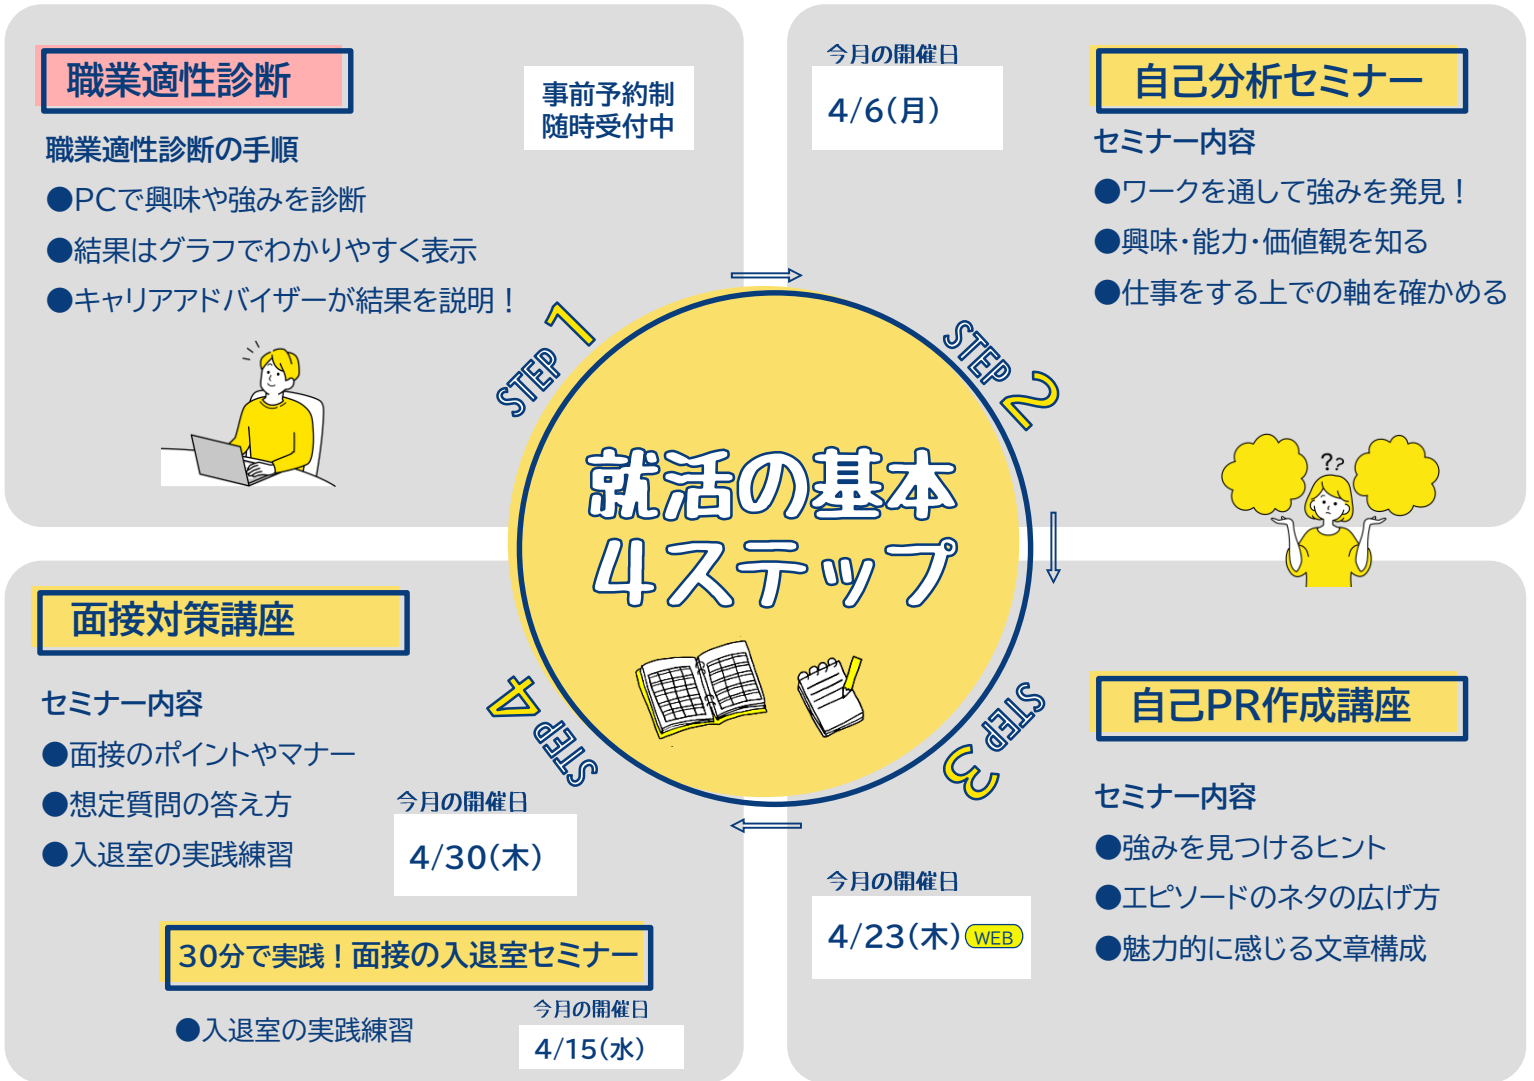 職業適性診断
事前予約制
随時受付中
職業適性診断の手順
●PCで興味や強みを診断
●結果はグラフでわかりやすく表示
●キャリアアドバイザーが結果を説明！
STEP 1
今月の開催日
4/6(月)
自己分析セミナー
セミナー内容
●ワークを通して強みを発見！
●興味・能力・価値観を知る
●仕事をする上での軸を確かめる
STEP 2
??
就活の基本
4ステップ
STEP 3
自己PR作成講座
セミナー内容
●強みを見つけるヒント
●エピソードのネタの広げ方
●魅力的に感じる文章構成
今月の開催日
4/23(木) WEB
STEP 4
面接対策講座
セミナー内容
●面接のポイントやマナー
●想定質問の答え方
●入退室の実践練習
今月の開催日
4/30(木)
30分で実践！面接の入退室セミナー
●入退室の実践練習
今月の開催日
4/15(水)